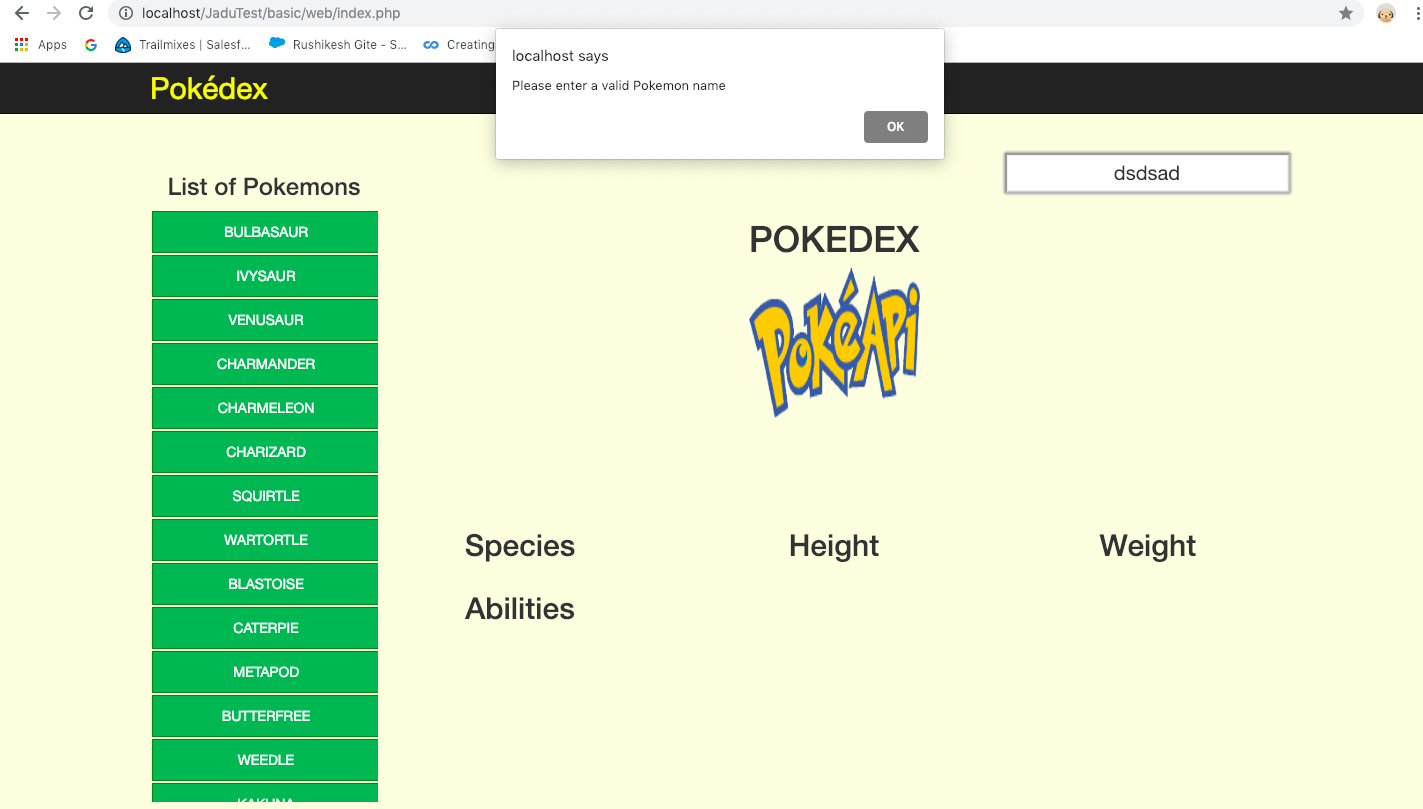 localhost/JaduTest/basic/web/index.php
Apps
G
Trailmixes | Salesf...
Rushikesh Gite - S...
Creating
localhost says
Please enter a valid Pokemon name
OK
Pokédex
dsdsad
List of Pokemons
BULBASAUR
IVYSAUR
VENUSAUR
CHARMANDER
CHARMELEON
CHARIZARD
SQUIRTLE
WARTORTLE
BLASTOISE
CATERPIE
METAPOD
BUTTERFREE
WEEDLE
KAKUNA
POKEDEX
PokéApi
Species
Height
Weight
Abilities